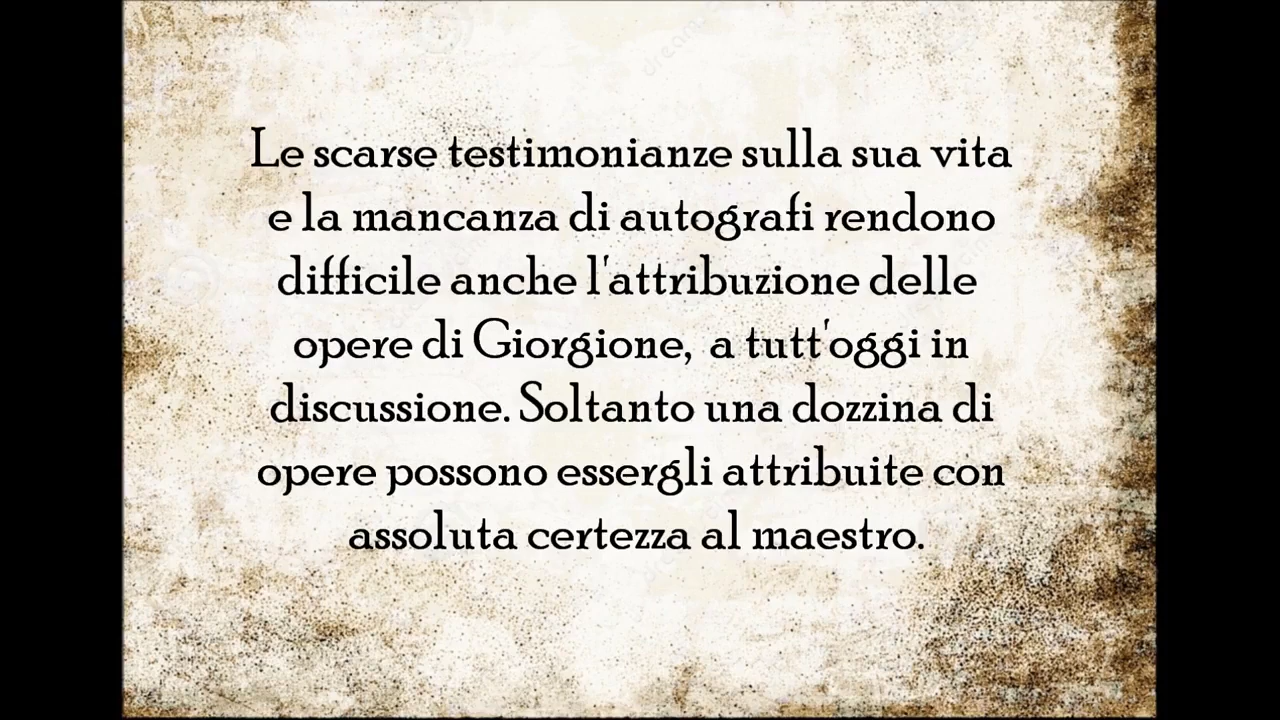 Le scarse testimonianze sulla sua vita
e la mancanza di autografi rendono
difficile anche l'attribuzione delle
opere di Giorgione, a tutt'oggi in
discussione. Soltanto una dozzina di
opere possono essergli attribuite con
assoluta certezza al maestro.